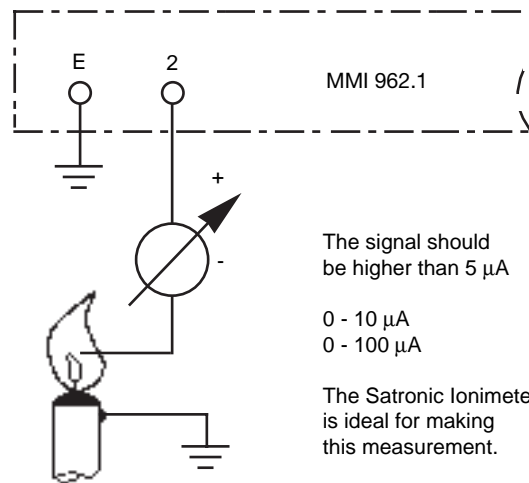 E
2
MMI 962.1
+
-
The signal should
be higher than 5 µA
0 - 10 µA
0 - 100 µA
The Satronic Ionimete
is ideal for making
this measurement.